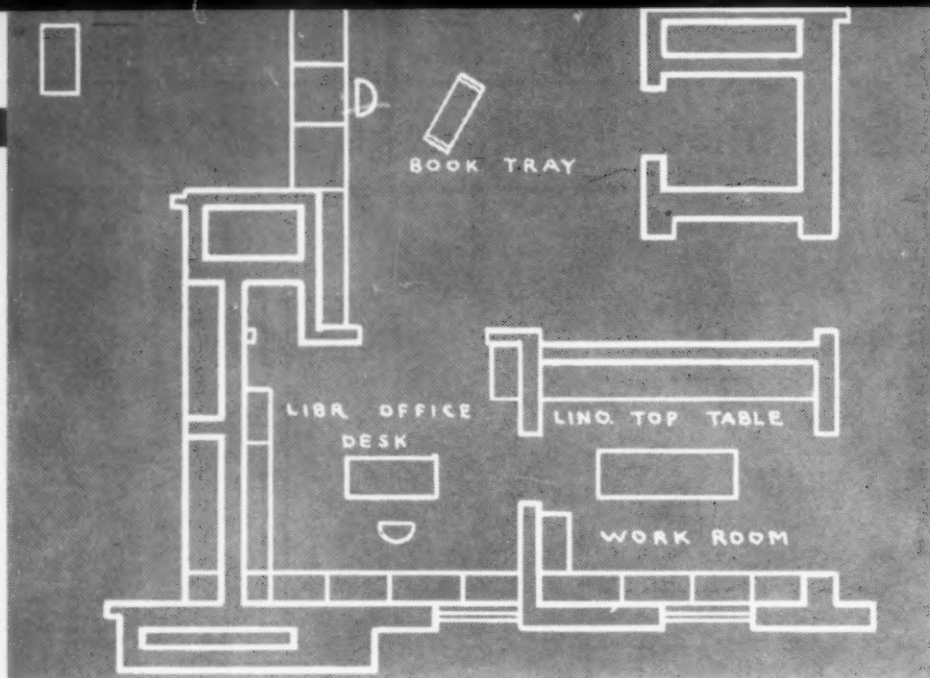 BOOK TRAY
LIBR. OFFICE
DESK
LINO. TOP TABLE
WORK ROOM